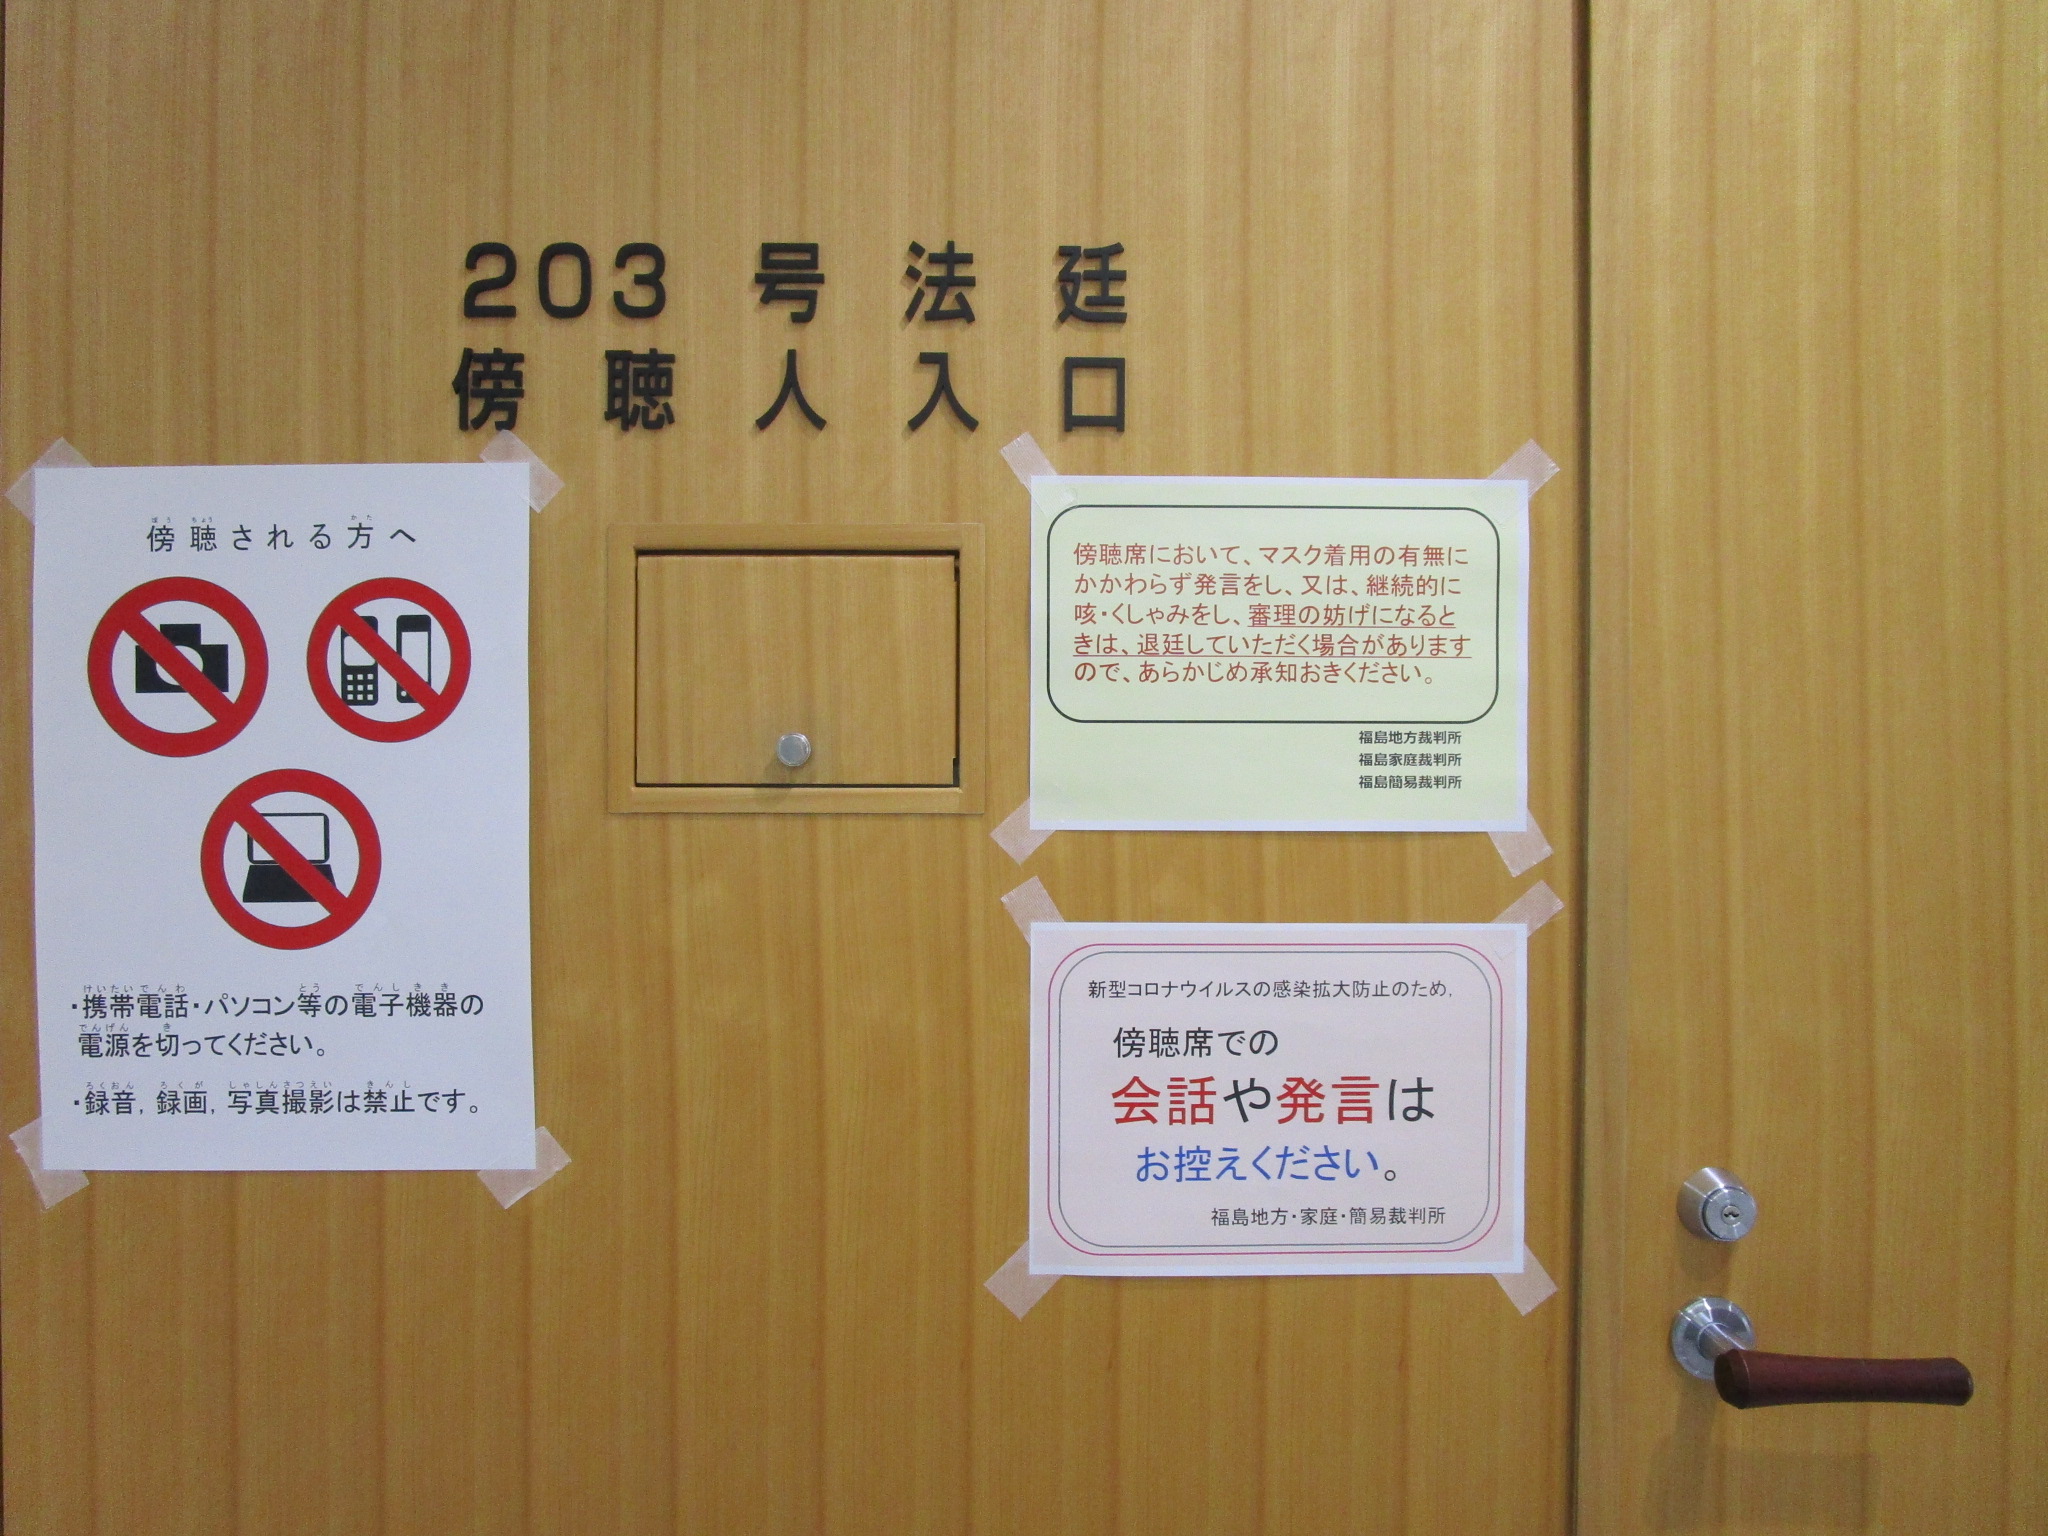 203号法廷
傍聴人入口
傍聴される方へ
・携帯電話・パソコン等の電子機器の
電源を切ってください。
・録音，録画，写真撮影は禁止です。
傍聴席において、マスク着用の有無に
かかわらず発言をし、又は、継続的に
咳・くしゃみをし、審理の妨げになると
きは、退廷していただく場合があります
ので、あらかじめ承知おきください。
福島地方裁判所
福島家庭裁判所
福島簡易裁判所
新型コロナウイルスの感染拡大防止のため，
傍聴席での
会話や発言は
お控えください。
福島地方・家庭・簡易裁判所